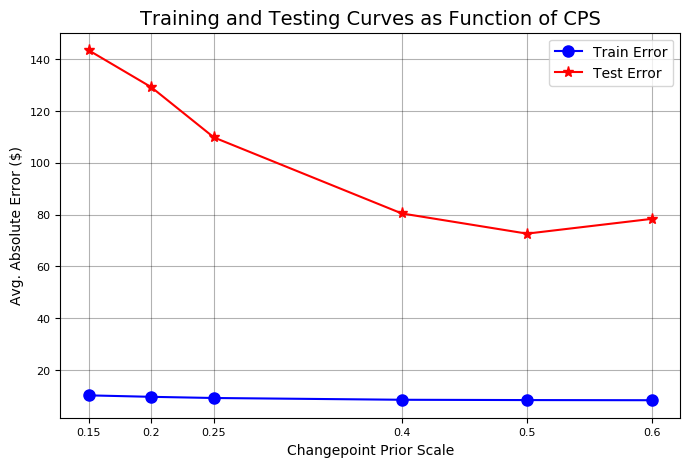 Training and Testing Curves as Function of CPS
Train Error
Test Error
Avg. Absolute Error ($)
140
120
100
80
60
40
20
0.15
0.2
0.25
0.4
0.5
0.6
Changepoint Prior Scale